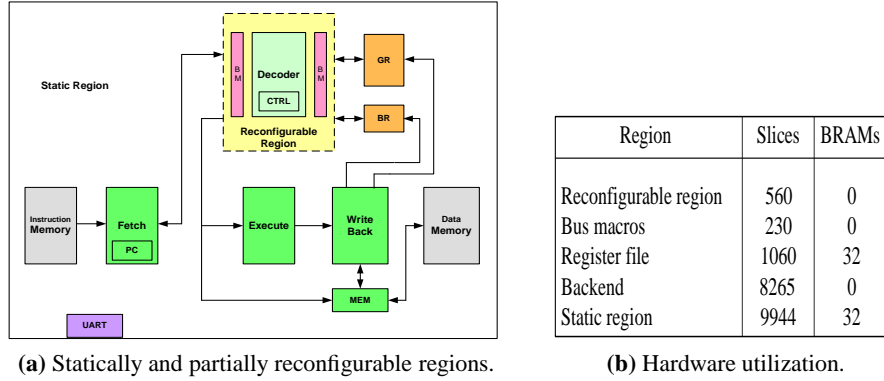 Static Region
BM
Decoder
CTRL
BM
Reconfigurable
Region
GR
BR
Instruction
Memory
Fetch
PC
Execute
Write
Back
Data
Memory
MEM
UART
(a) Statically and partially reconfigurable regions.
Region Slices BRAMs
Reconfigurable region 560 0
Bus macros 230 0
Register file 1060 32
Backend 8265 0
Static region 9944 32
(b) Hardware utilization.